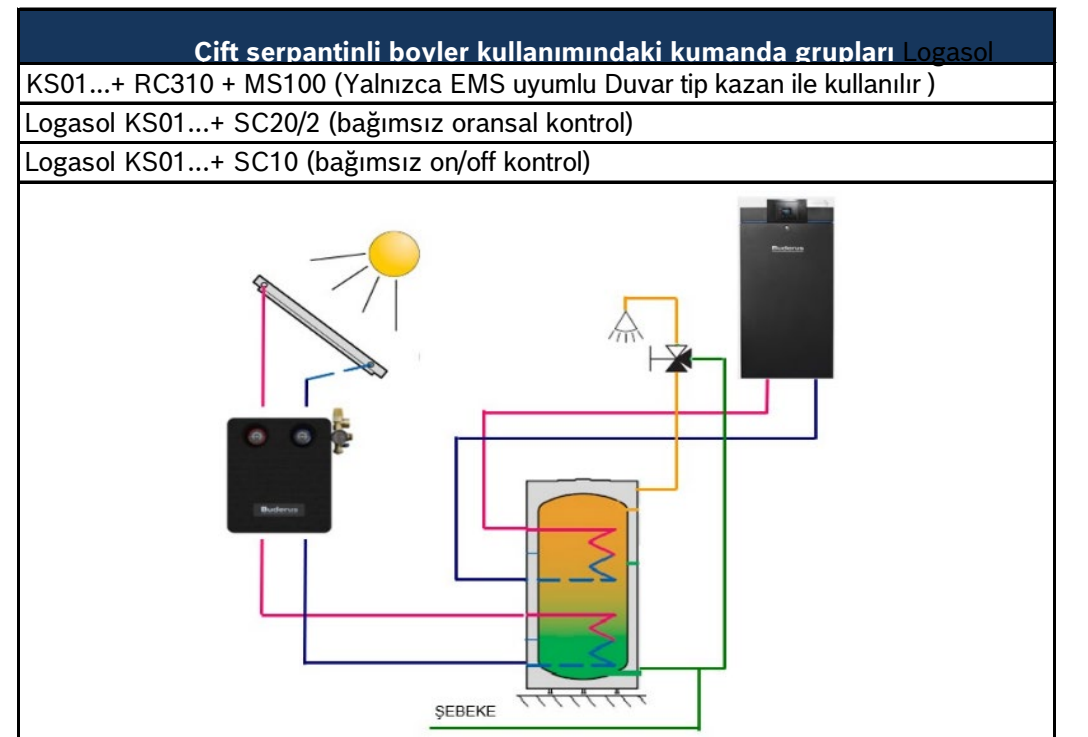 Çift serpantinli boyler kullanımındaki kumanda grupları Logasol
KS01...+ RC310 + MS100 (Yalnızca EMS uyumlu Duvar tip kazan ile kullanılır )
Logasol KS01...+ SC20/2 (bağımsız oransal kontrol)
Logasol KS01...+ SC10 (bağımsız on/off kontrol)
Buderus
Buderus
ŞEBEKE